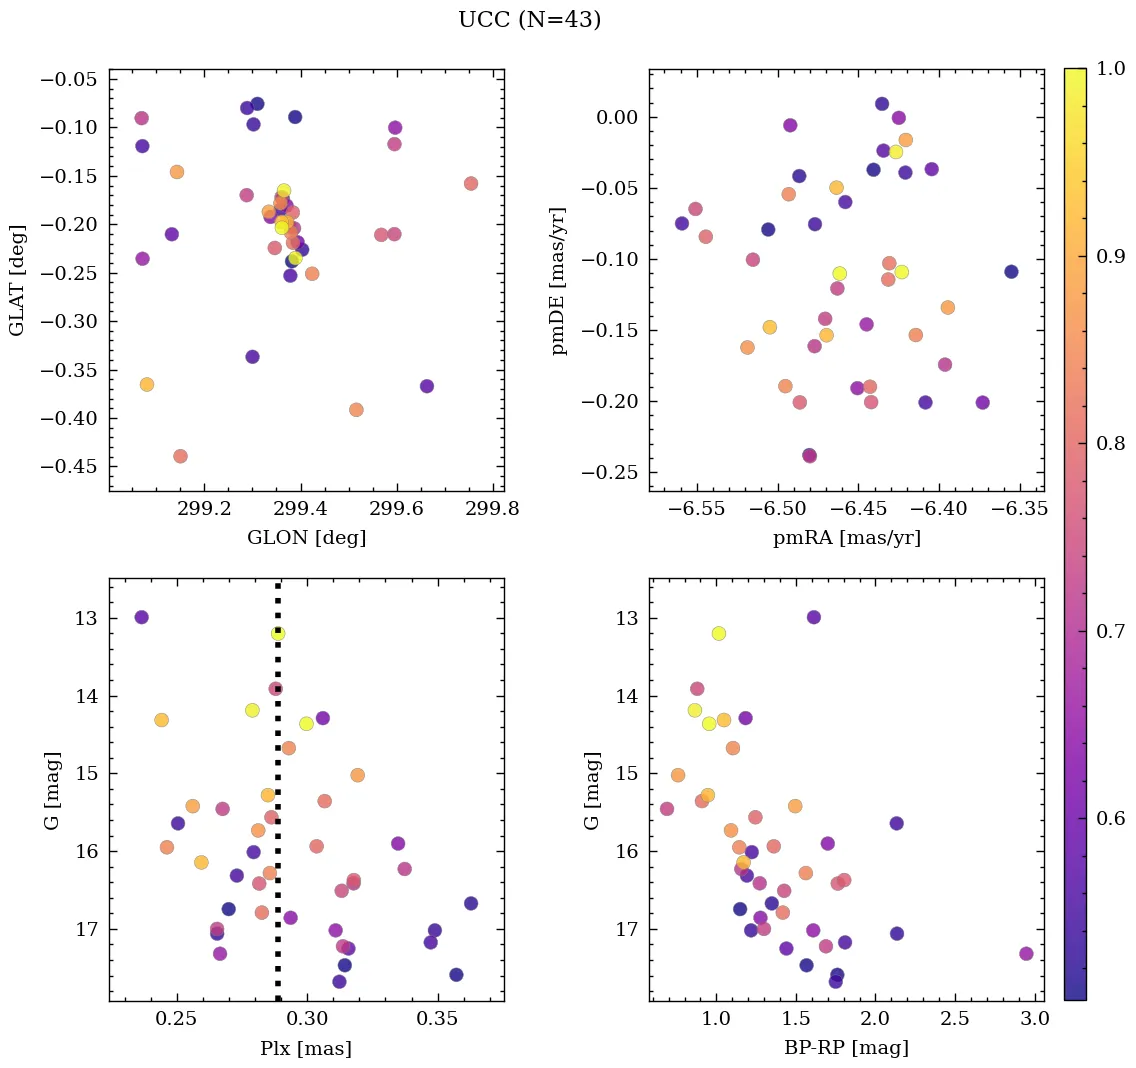 UCC (N=43)
−0.05
−0.10
−0.15
−0.20
−0.25
−0.30
−0.35
−0.40
−0.45
GLAT [deg]
299.2 299.4 299.6 299.8
GLON [deg]
0.00
−0.05
−0.10
−0.15
−0.20
−0.25
pmDE [mas/yr]
−6.55 −6.50 −6.45 −6.40 −6.35
pmRA [mas/yr]
13
14
15
16
17
G [mag]
0.25 0.30 0.35
Plx [mas]
13
14
15
16
17
G [mag]
1.0 1.5 2.0 2.5 3.0
BP-RP [mag]
1.0
0.9
0.8
0.7
0.6